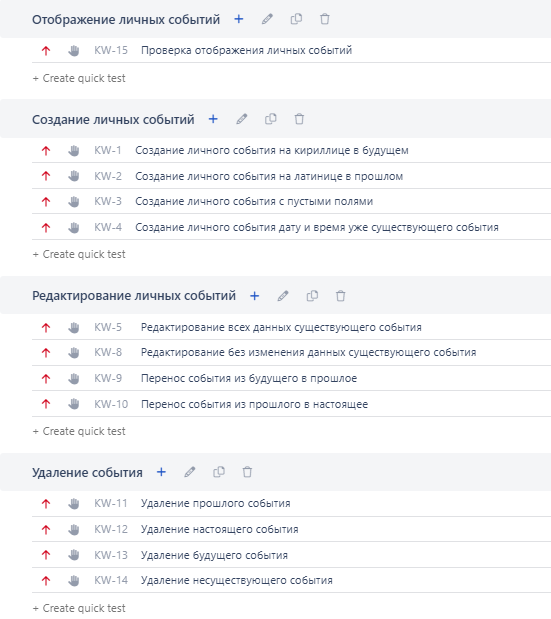 Отображение личных событий
KW-15 Проверка отображения личных событий
+ Create quick test
Создание личных событий
KW-1 Создание личного события на кириллице в будущем
KW-2 Создание личного события на латинице в прошлом
KW-3 Создание личного события с пустыми полями
KW-4 Создание личного события дату и время уже существующего события
+ Create quick test
Редактирование личных событий
KW-5 Редактирование всех данных существующего события
KW-8 Редактирование без изменения данных существующего события
KW-9 Перенос события из будущего в прошлое
KW-10 Перенос события из прошлого в настоящее
+ Create quick test
Удаление события
KW-11 Удаление прошлого события
KW-12 Удаление настоящего события
KW-13 Удаление будущего события
KW-14 Удаление несуществующего события
+ Create quick test